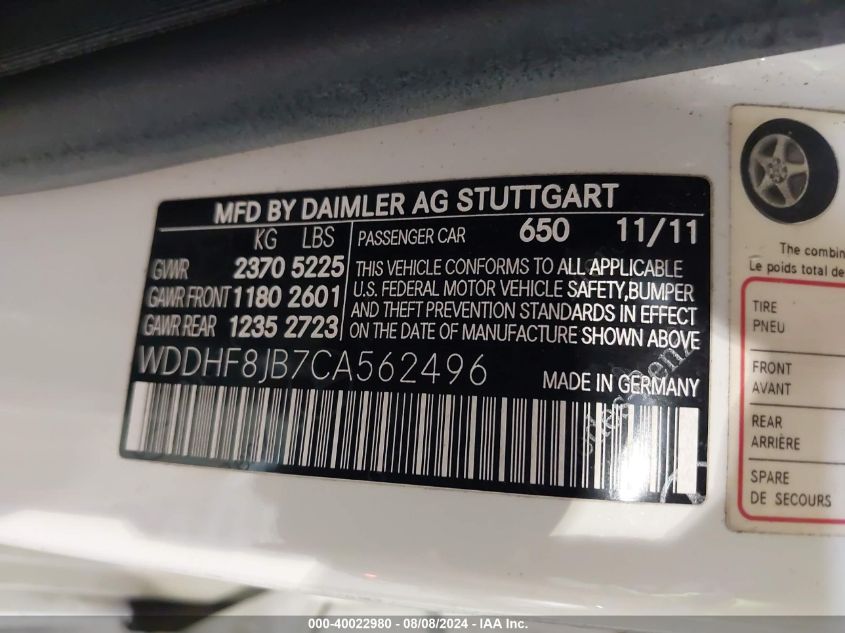 MFD BY DAIMLER AG STUTTGART
KG LBS
GVWR 2370 5225
GAWR FRONT 1180 2601
GAWR REAR 1235 2723
PASSENGER CAR 650 11/11
THIS VEHICLE CONFORMS TO ALL APPLICABLE
U.S. FEDERAL MOTOR VEHICLE SAFETY,BUMPER
AND THEFT PREVENTION STANDARDS IN EFFECT
ON THE DATE OF MANUFACTURE SHOWN ABOVE
WDDHF8JB7CA562496
MADE IN GERMANY
The combin
Le poids total de
TIRE
PNEU
FRONT
AVANT
REAR
ARRIÈRE
SPARE
DE SECOURS
000-40022980 - 08/08/2024 - IAA Inc.